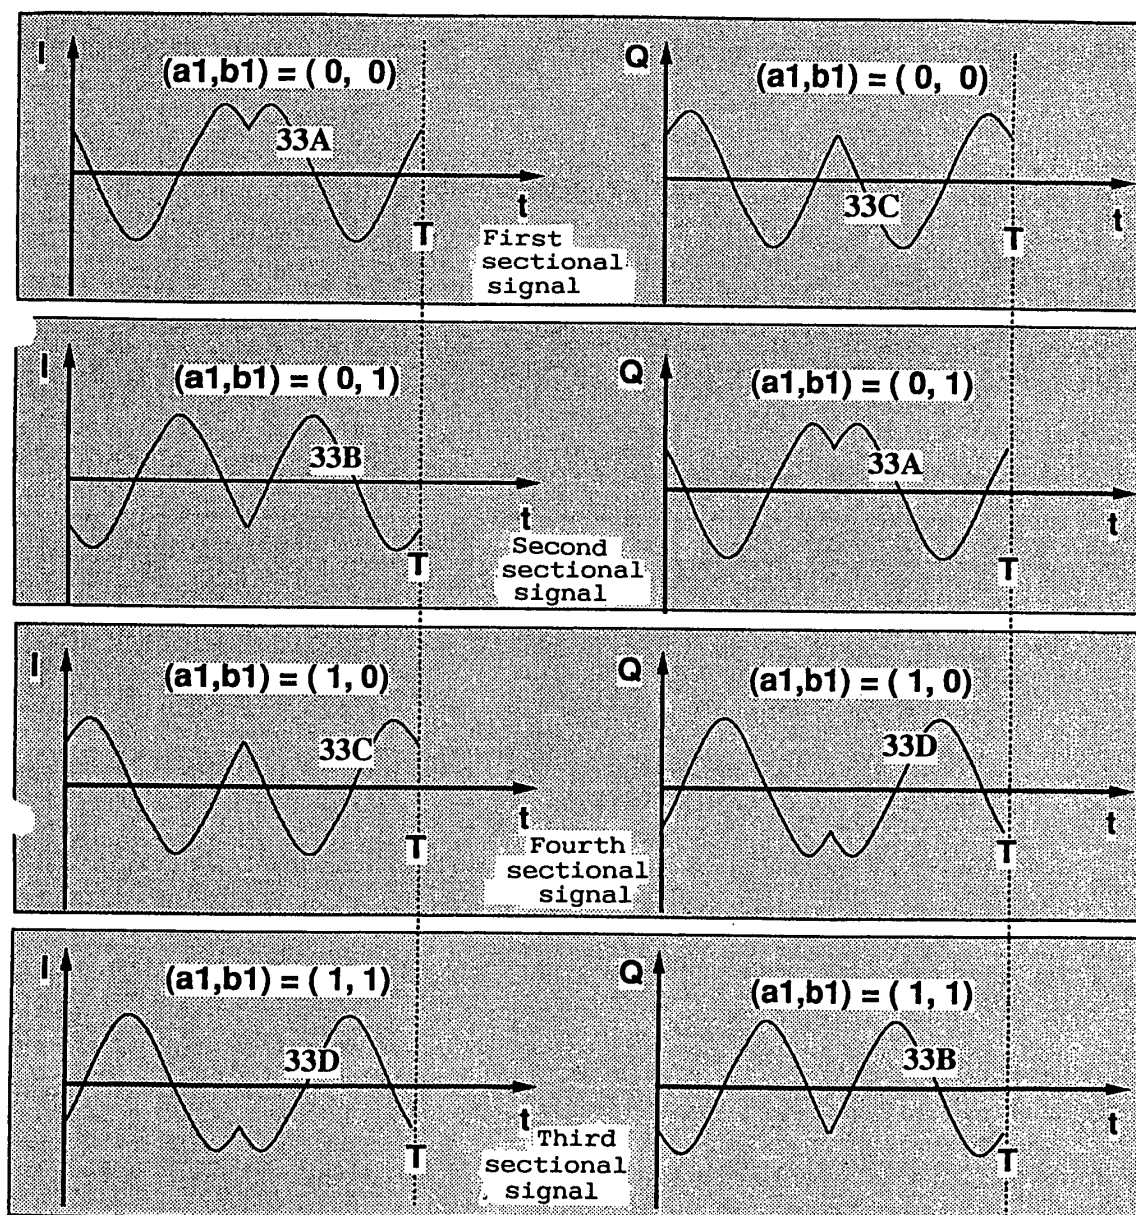 I
(a1,b1) = ( 0, 0)
33A
t
T
First
sectional
signal
Q
(a1,b1) = ( 0, 0)
33C
t
T
I
(a1,b1) = ( 0, 1)
33B
t
T
Second
sectional
signal
Q
(a1,b1) = ( 0, 1)
33A
t
T
I
(a1,b1) = ( 1, 0)
33C
t
T
Fourth
sectional
signal
Q
(a1,b1) = ( 1, 0)
33D
t
T
I
(a1,b1) = ( 1, 1)
33D
t
T
Third
sectional
signal
Q
(a1,b1) = ( 1, 1)
33B
t
T